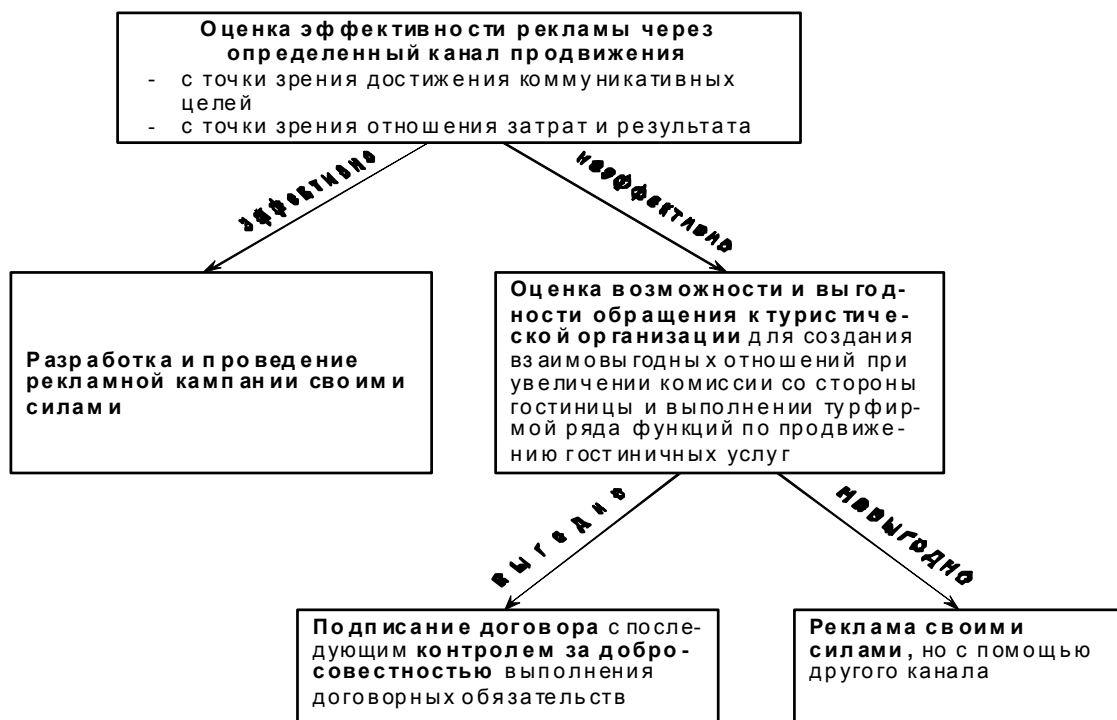 Оценка эффективности рекламы через
определенный канал продвижения
- с точки зрения достижения коммуникативных
целей
- с точки зрения отношения затрат и результата
эффективно
неэффективно
Разработка и проведение
рекламной кампании своими
силами
Оценка возможности и выгод-
ности обращения к туристиче-
ской организации для создания
взаимовыгодных отношений при
увеличении комиссии со стороны
гостиницы и выполнении турфир-
мой ряда функций по продвиже-
нию гостиничных услуг
выгодно
невыгодно
Подписание договора с после-
дующим контролем за добро-
совестностью выполнения
договорных обязательств
Реклама своими
силами, но с помощью
другого канала